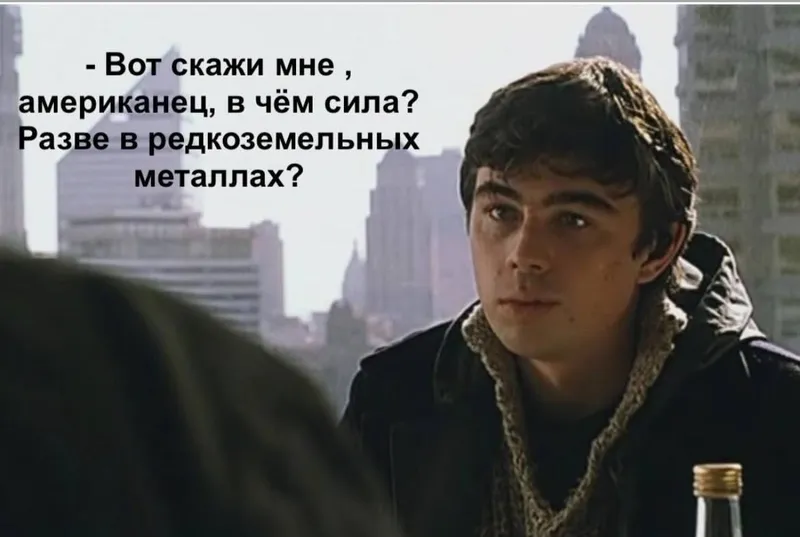 - Вот скажи мне ,
американец, в чём сила?
Разве в редкоземельных
металлах?